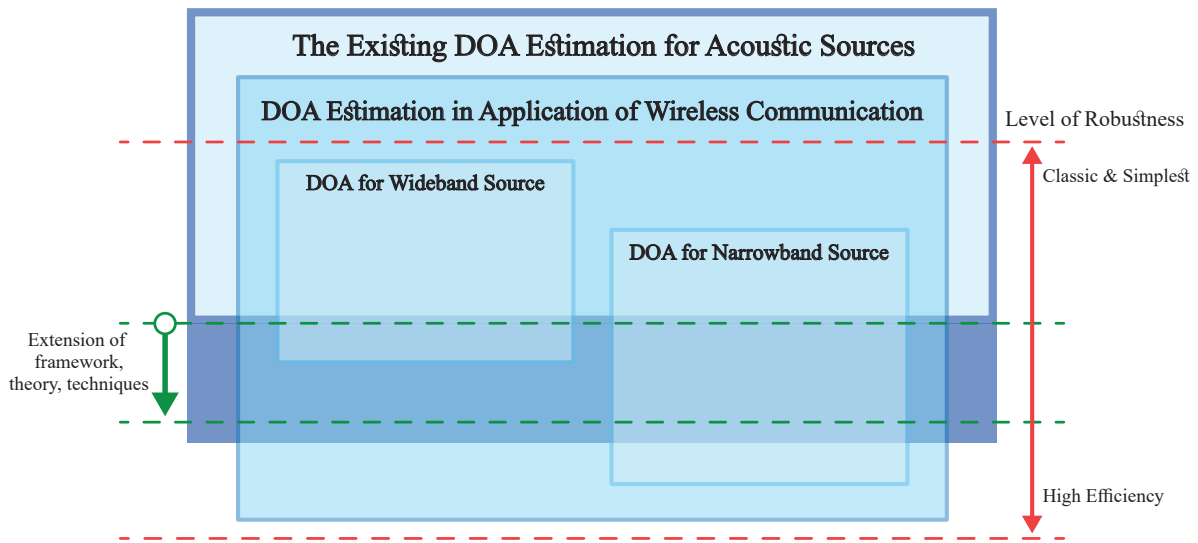 The Existing DOA Estimation for Acoustic Sources
DOA Estimation in Application of Wireless Communication
Level of Robustness
Classic & Simplest
DOA for Wideband Source
DOA for Narrowband Source
Extension of
framework,
theory, techniques
High Efficiency